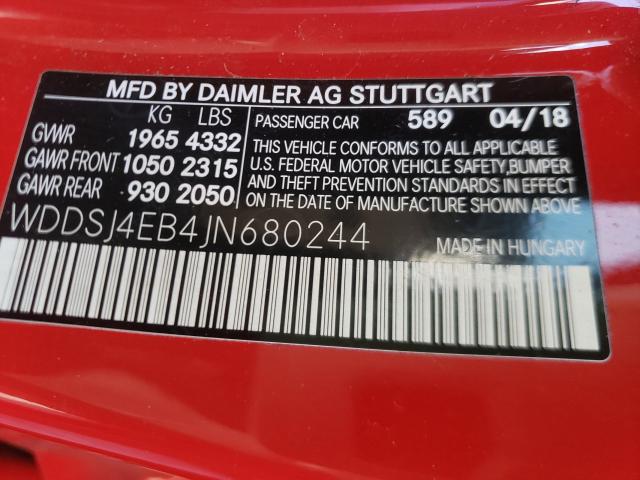 MFD BY DAIMLER AG STUTTGART
KG LBS
GVWR 1965 4332
GAWR FRONT 1050 2315
GAWR REAR 930 2050
PASSENGER CAR 589 04/18
THIS VEHICLE CONFORMS TO ALL APPLICABLE
U.S. FEDERAL MOTOR VEHICLE SAFETY,BUMPER,
AND THEFT PREVENTION STANDARDS IN EFFECT
ON THE DATE OF MANUFACTURE SHOWN ABOVE.
WDDSJ4EB4JN680244
MADE IN HUNGARY